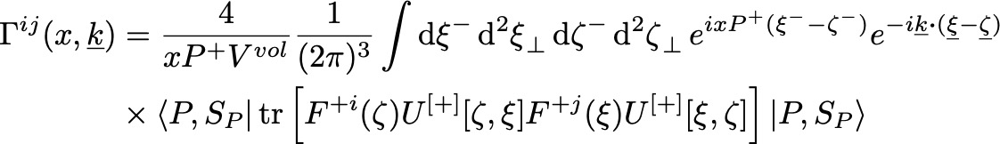 Γ^{ij}(x, \underline{k}) = \frac{4}{xP^+V^{vol}} \frac{1}{(2π)^3} ∫ dξ^- d^2ξ_⊥ dζ^- d^2ζ_⊥ e^{ixP^+(ξ^- −ζ^-)} e^{−i\underline{k}·(\underline{ξ}−\underline{ζ})}
× ⟨P, S_P| tr [F^{+i}(ζ)U^{[+]}[ζ, ξ]F^{+j}(ξ)U^{[+]}[ξ, ζ]] |P, S_P⟩